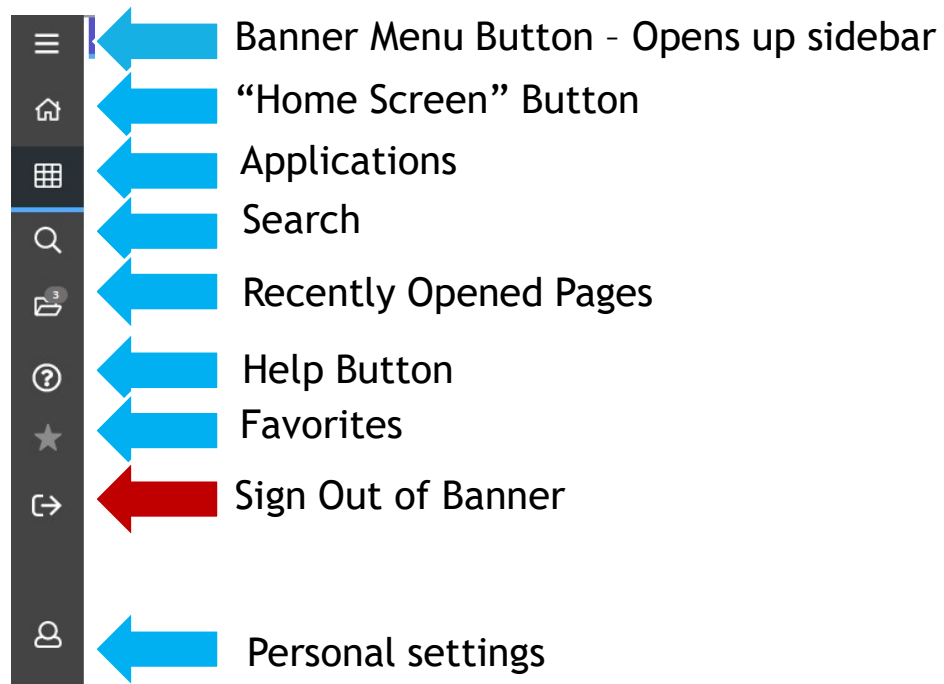 Banner Menu Button – Opens up sidebar
“Home Screen” Button
Applications
Search
3
Recently Opened Pages
Help Button
Favorites
Sign Out of Banner
Personal settings